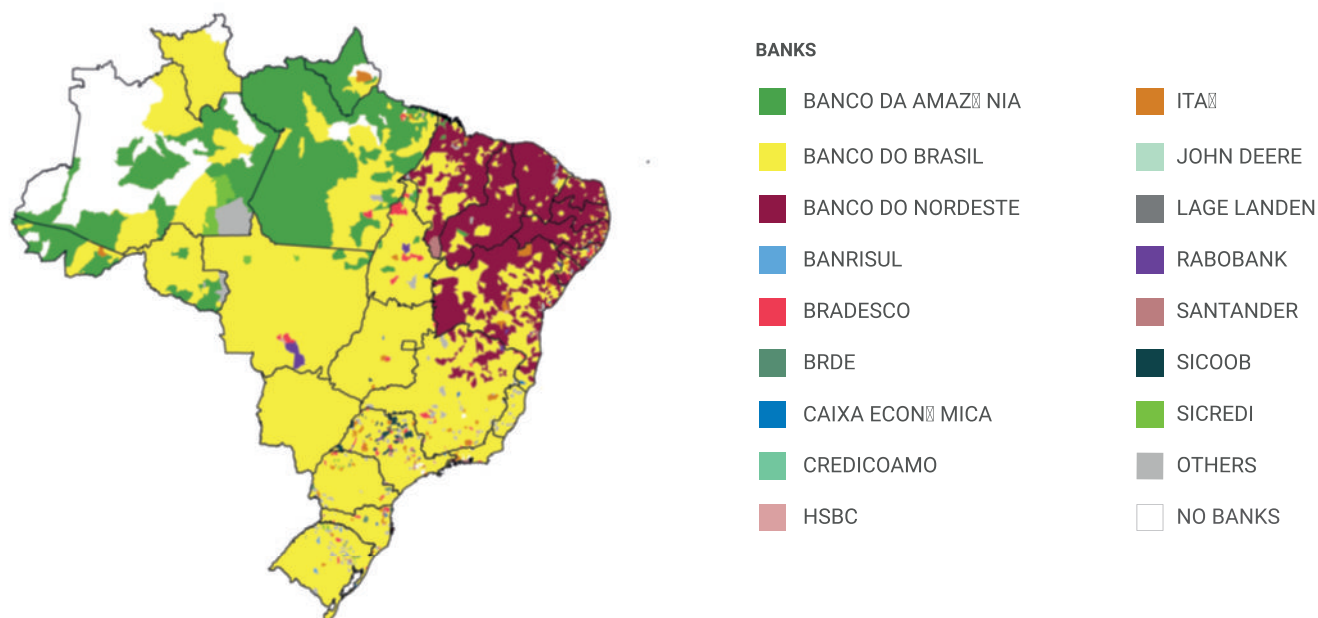 BANKS
BANCO DA AMAZ� NIA
BANCO DO BRASIL
BANCO DO NORDESTE
BANRISUL
BRADESCO
BRDE
CAIXA ECON� MICA
CREDICOAMO
HSBC
ITA�
JOHN DEERE
LAGE LANDEN
RABOBANK
SANTANDER
SICOOB
SICREDI
OTHERS
NO BANKS